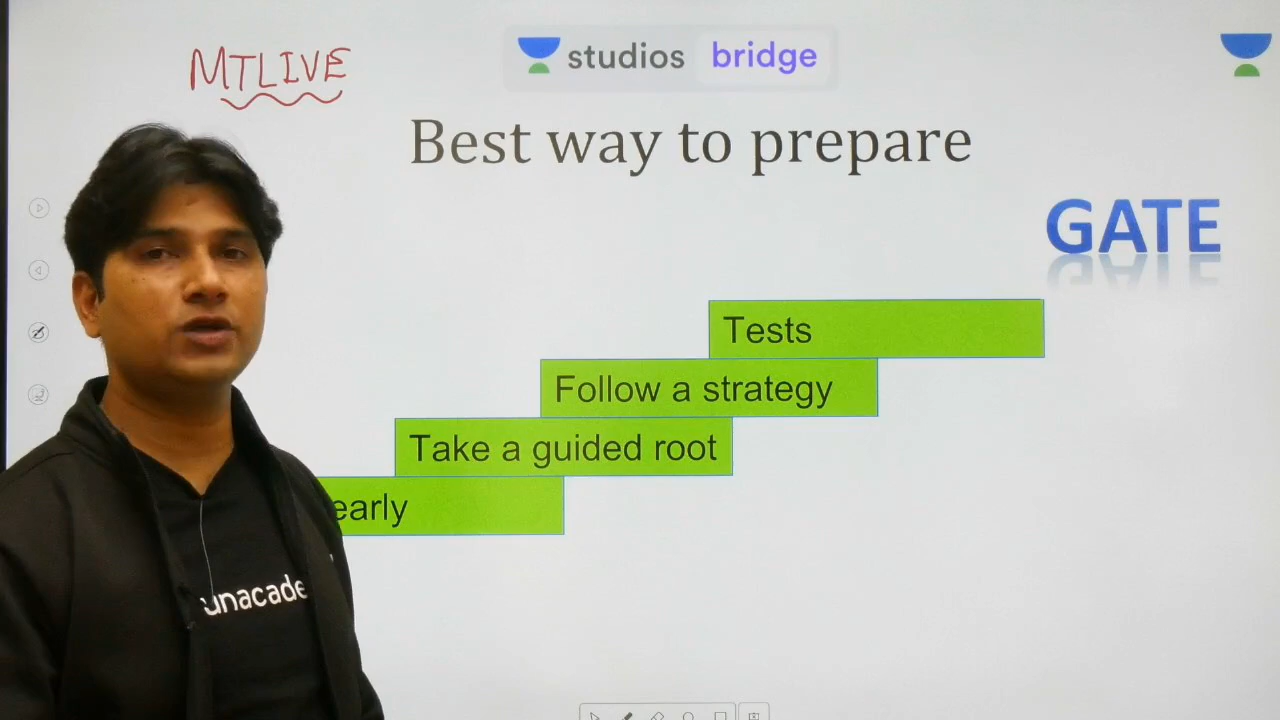 MTLIVE
studios bridge
Best way to prepare
GATE
Tests
Follow a strategy
Take a guided root
early
unacade